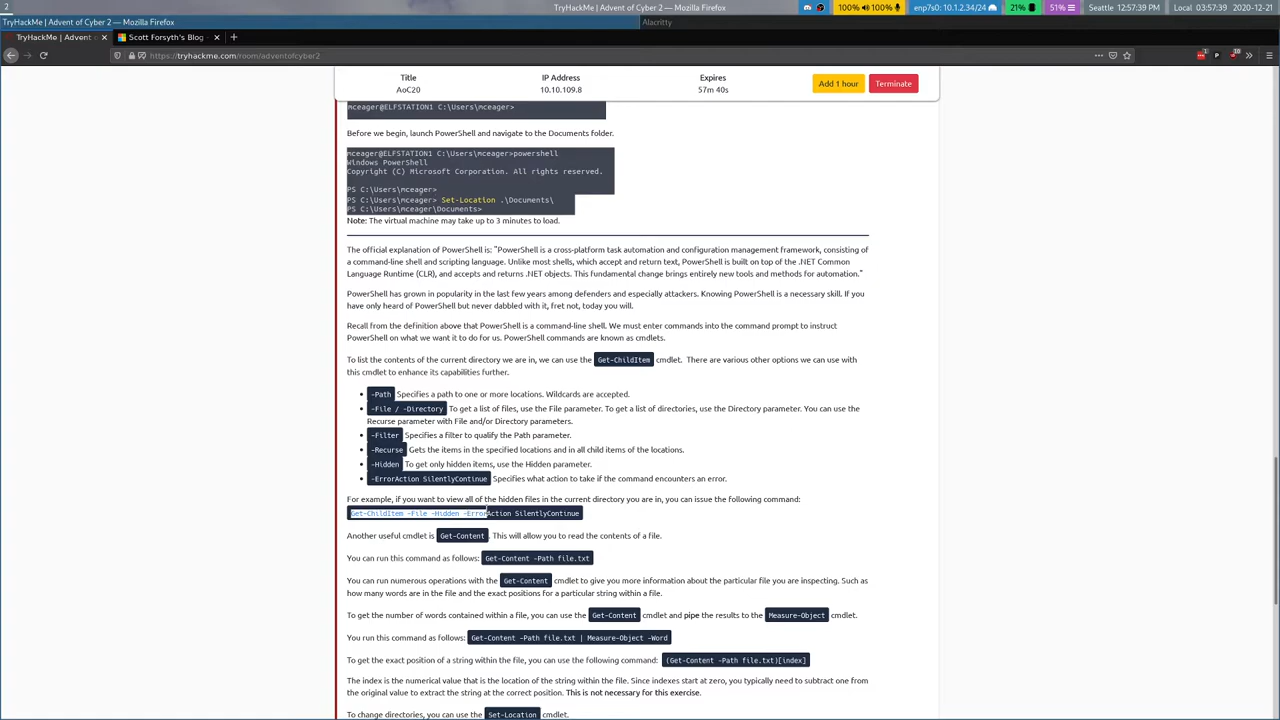 2
TryHackMe | Advent of Cyber 2 — Mozilla Firefox
100% 100%
enp7s0: 10.1.2.34/24
21%
51%
Seattle 12:57:39 PM
Local: 03:57:39
2020-12-21
TryHackMe | Advent of Cyber 2 — Mozilla Firefox
Alacritty
TryHackMe | Advent of
Scott Forsyth's Blog -
https://tryhackme.com/room/adventofcyber2
Title
IP Address
Expires
AoC20
10.10.109.8
57m 40s
Add 1 hour
Terminate
mceager@ELFSTATION1 C:\Users\mceager>
Before we begin, launch PowerShell and navigate to the Documents folder.
mceager@ELFSTATION1 C:\Users\mceager>powershell
Windows PowerShell
Copyright (C) Microsoft Corporation. All rights reserved.
PS C:\Users\mceager>
PS C:\Users\mceager> Set-Location .\Documents\
PS C:\Users\mceager\Documents>
Note: The virtual machine may take up to 3 minutes to load.
The official explanation of PowerShell is: "PowerShell is a cross-platform task automation and configuration management framework, consisting of
a command-line shell and scripting language. Unlike most shells, which accept and return text, PowerShell is built on top of the .NET Common
Language Runtime (CLR), and accepts and returns .NET objects. This fundamental change brings entirely new tools and methods for automation."
PowerShell has grown in popularity in the last few years among defenders and especially attackers. Knowing PowerShell is a necessary skill. If you
have only heard of PowerShell but never dabbled with it, fret not, today you will.
Recall from the definition above that PowerShell is a command-line shell. We must enter commands into the command prompt to instruct
PowerShell on what we want it to do for us. PowerShell commands are known as cmdlets.
To list the contents of the current directory we are in, we can use the Get-ChildItem cmdlet. There are various other options we can use with
this cmdlet to enhance its capabilities further.
-Path Specifies a path to one or more locations. Wildcards are accepted.
-File / -Directory To get a list of files, use the File parameter. To get a list of directories, use the Directory parameter. You can use the
Recurse parameter with File and/or Directory parameters.
-Filter Specifies a filter to qualify the Path parameter.
-Recurse Gets the items in the specified locations and in all child items of the locations.
-Hidden To get only hidden items, use the Hidden parameter.
-ErrorAction SilentlyContinue Specifies what action to take if the command encounters an error.
For example, if you want to view all of the hidden files in the current directory you are in, you can issue the following command:
Get-ChildItem -File -Hidden -ErrorAction SilentlyContinue
Another useful cmdlet is Get-Content. This will allow you to read the contents of a file.
You can run this command as follows: Get-Content -Path file.txt
You can run numerous operations with the Get-Content cmdlet to give you more information about the particular file you are inspecting. Such as
how many words are in the file and the exact positions for a particular string within a file.
To get the number of words contained within a file, you can use the Get-Content cmdlet and pipe the results to the Measure-Object cmdlet.
You run this command as follows: Get-Content -Path file.txt | Measure-Object -Word
To get the exact position of a string within the file, you can use the following command: (Get-Content -Path file.txt)[index]
The index is the numerical value that is the location of the string within the file. Since indexes start at zero, you typically need to subtract one from
the original value to extract the string at the correct position. This is not necessary for this exercise.
To change directories, you can use the Set-Location cmdlet.